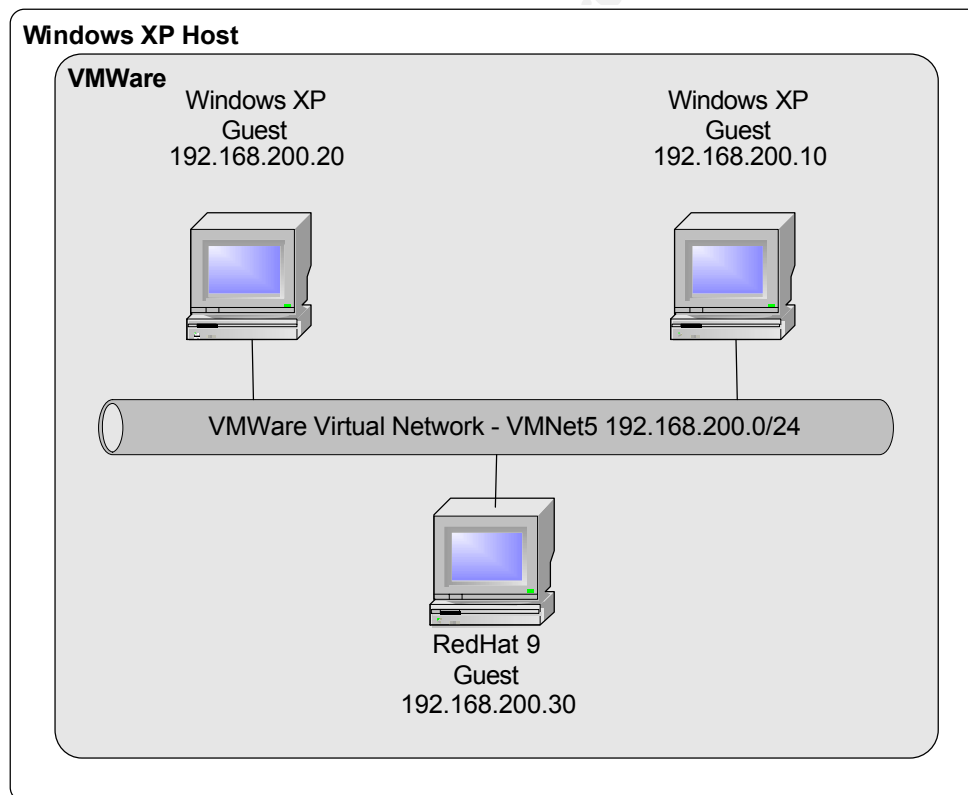 Windows XP Host
VMWare
Windows XP
Guest
192.168.200.20
Windows XP
Guest
192.168.200.10
VMWare Virtual Network - VMNet5 192.168.200.0/24
RedHat 9
Guest
192.168.200.30